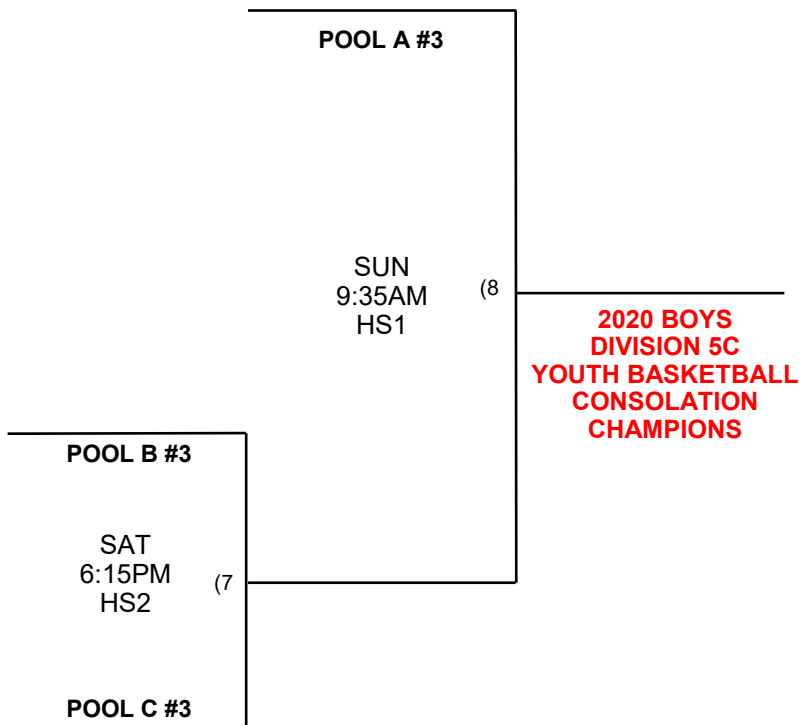 POOL A #3
SUN
9:35AM
HS1
(8
2020 BOYS
DIVISION 5C
YOUTH BASKETBALL
CONSOLATION
CHAMPIONS
POOL B #3
SAT
6:15PM
HS2
(7
POOL C #3